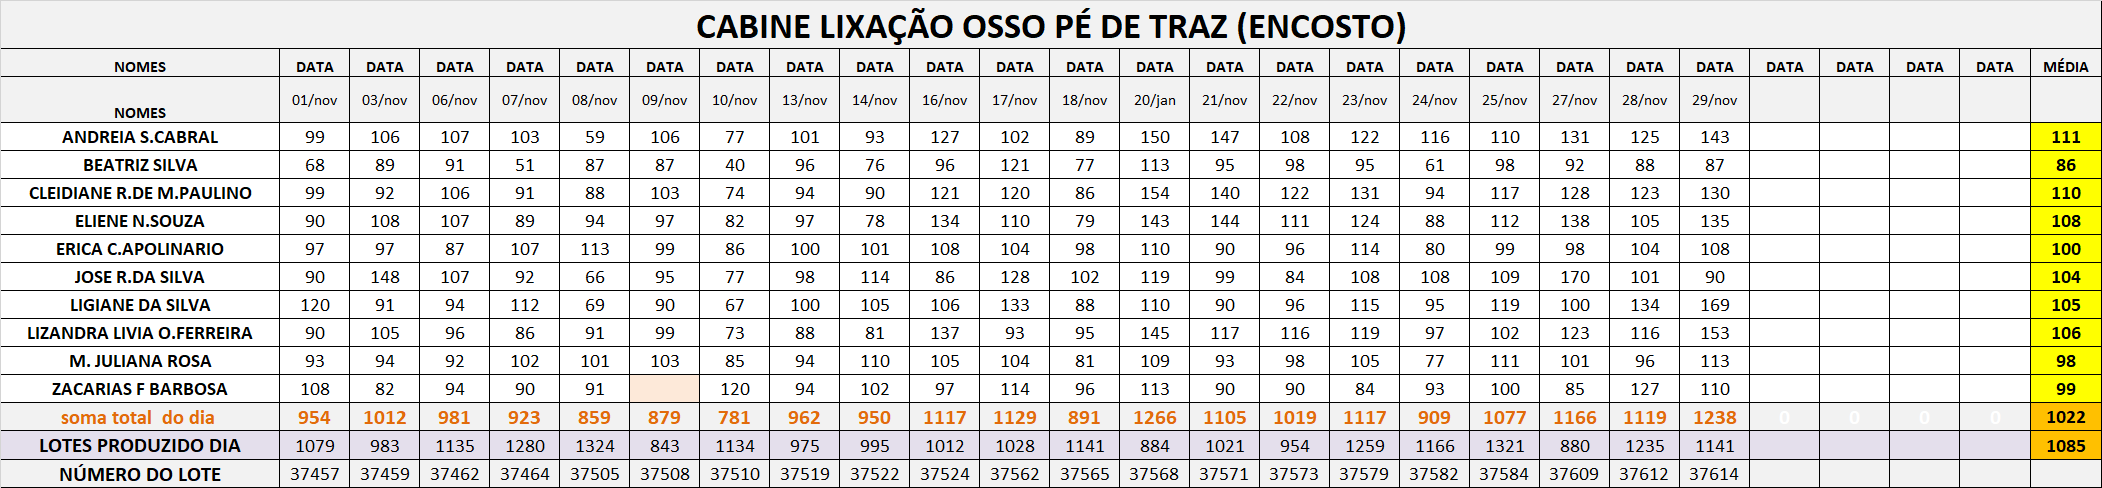 CABINE LIXAÇÃO OSSO PÉ DE TRAZ (ENCOSTO)
NOMES DATA DATA DATA DATA DATA DATA DATA DATA DATA DATA DATA DATA DATA DATA DATA DATA DATA DATA DATA DATA DATA DATA DATA DATA DATA MÉDIA
NOMES 01/nov 03/nov 06/nov 07/nov 08/nov 09/nov 10/nov 13/nov 14/nov 16/nov 17/nov 18/nov 20/jan 21/nov 22/nov 23/nov 24/nov 25/nov 27/nov 28/nov 29/nov
ANDREIA S.CABRAL 99 106 107 103 59 106 77 101 93 127 102 89 150 147 108 122 116 110 131 125 143 111
BEATRIZ SILVA 68 89 91 51 87 87 40 96 76 96 121 77 113 95 98 95 61 98 92 88 87 86
CLEIDIANE R.DE M.PAULINO 99 92 106 91 88 103 74 94 90 121 120 86 154 140 122 131 94 117 128 123 130 110
ELIENE N.SOUZA 90 108 107 89 94 97 82 97 78 134 110 79 143 144 111 124 88 112 138 105 135 108
ERICA C.APOLINARIO 97 97 87 107 113 99 86 100 101 108 104 98 110 90 96 114 80 99 98 104 108 100
JOSE R.DA SILVA 90 148 107 92 66 95 77 98 114 86 128 102 119 99 84 108 108 109 170 101 90 104
LIGIANE DA SILVA 120 91 94 112 69 90 67 100 105 106 133 88 110 90 96 115 95 119 100 134 169 105
LIZANDRA LIVIA O.FERREIRA 90 105 96 86 91 99 73 88 81 137 93 95 145 117 116 119 97 102 123 116 153 106
M. JULIANA ROSA 93 94 92 102 101 103 85 94 110 105 104 81 109 93 98 105 77 111 101 96 113 98
ZACARIAS F BARBOSA 108 82 94 90 91 120 94 102 97 114 96 113 90 90 84 93 100 85 127 110 99
soma total do dia 954 1012 981 923 859 879 781 962 950 1117 1129 891 1266 1105 1019 1117 909 1077 1166 1119 1238 0 0 0 0 1022
LOTES PRODUZIDO DIA 1079 983 1135 1280 1324 843 1134 975 995 1012 1028 1141 884 1021 954 1259 1166 1321 880 1235 1141 1085
NÚMERO DO LOTE 37457 37459 37462 37464 37505 37508 37510 37519 37522 37524 37562 37565 37568 37571 37573 37579 37582 37584 37609 37612 37614